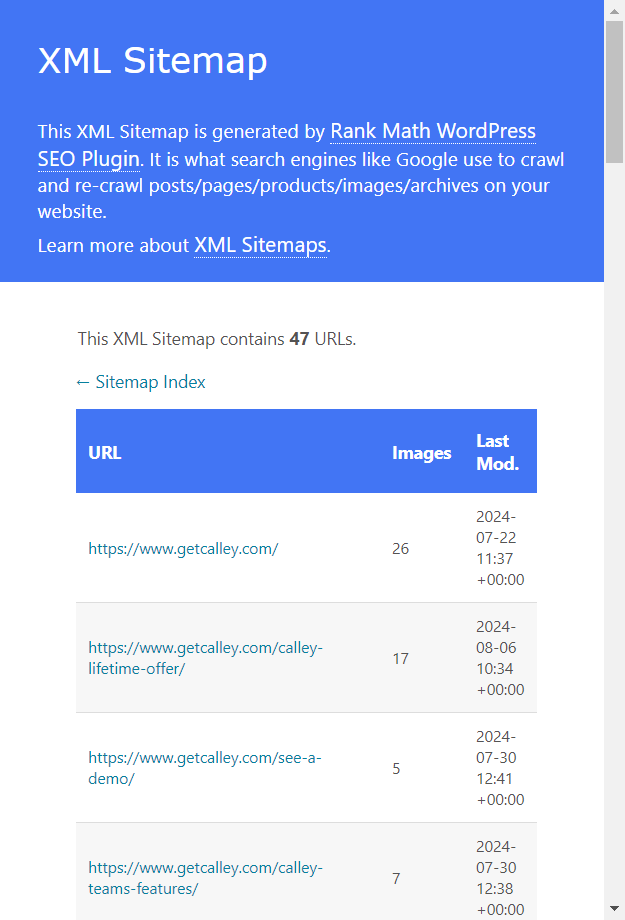 XML Sitemap
This XML Sitemap is generated by Rank Math WordPress
SEO Plugin. It is what search engines like Google use to crawl
and re-crawl posts/pages/products/images/archives on your
website.
Learn more about XML Sitemaps.
This XML Sitemap contains 47 URLs.
← Sitemap Index
URL Images Last
Mod.
https://www.getcalley.com/ 26 2024-
07-22
11:37
+00:00
https://www.getcalley.com/calley-
lifetime-offer/ 17 2024-
08-06
10:34
+00:00
https://www.getcalley.com/see-a-
demo/ 5 2024-
07-30
12:41
+00:00
https://www.getcalley.com/calley-
teams-features/ 7 2024-
07-30
12:38
+00:00